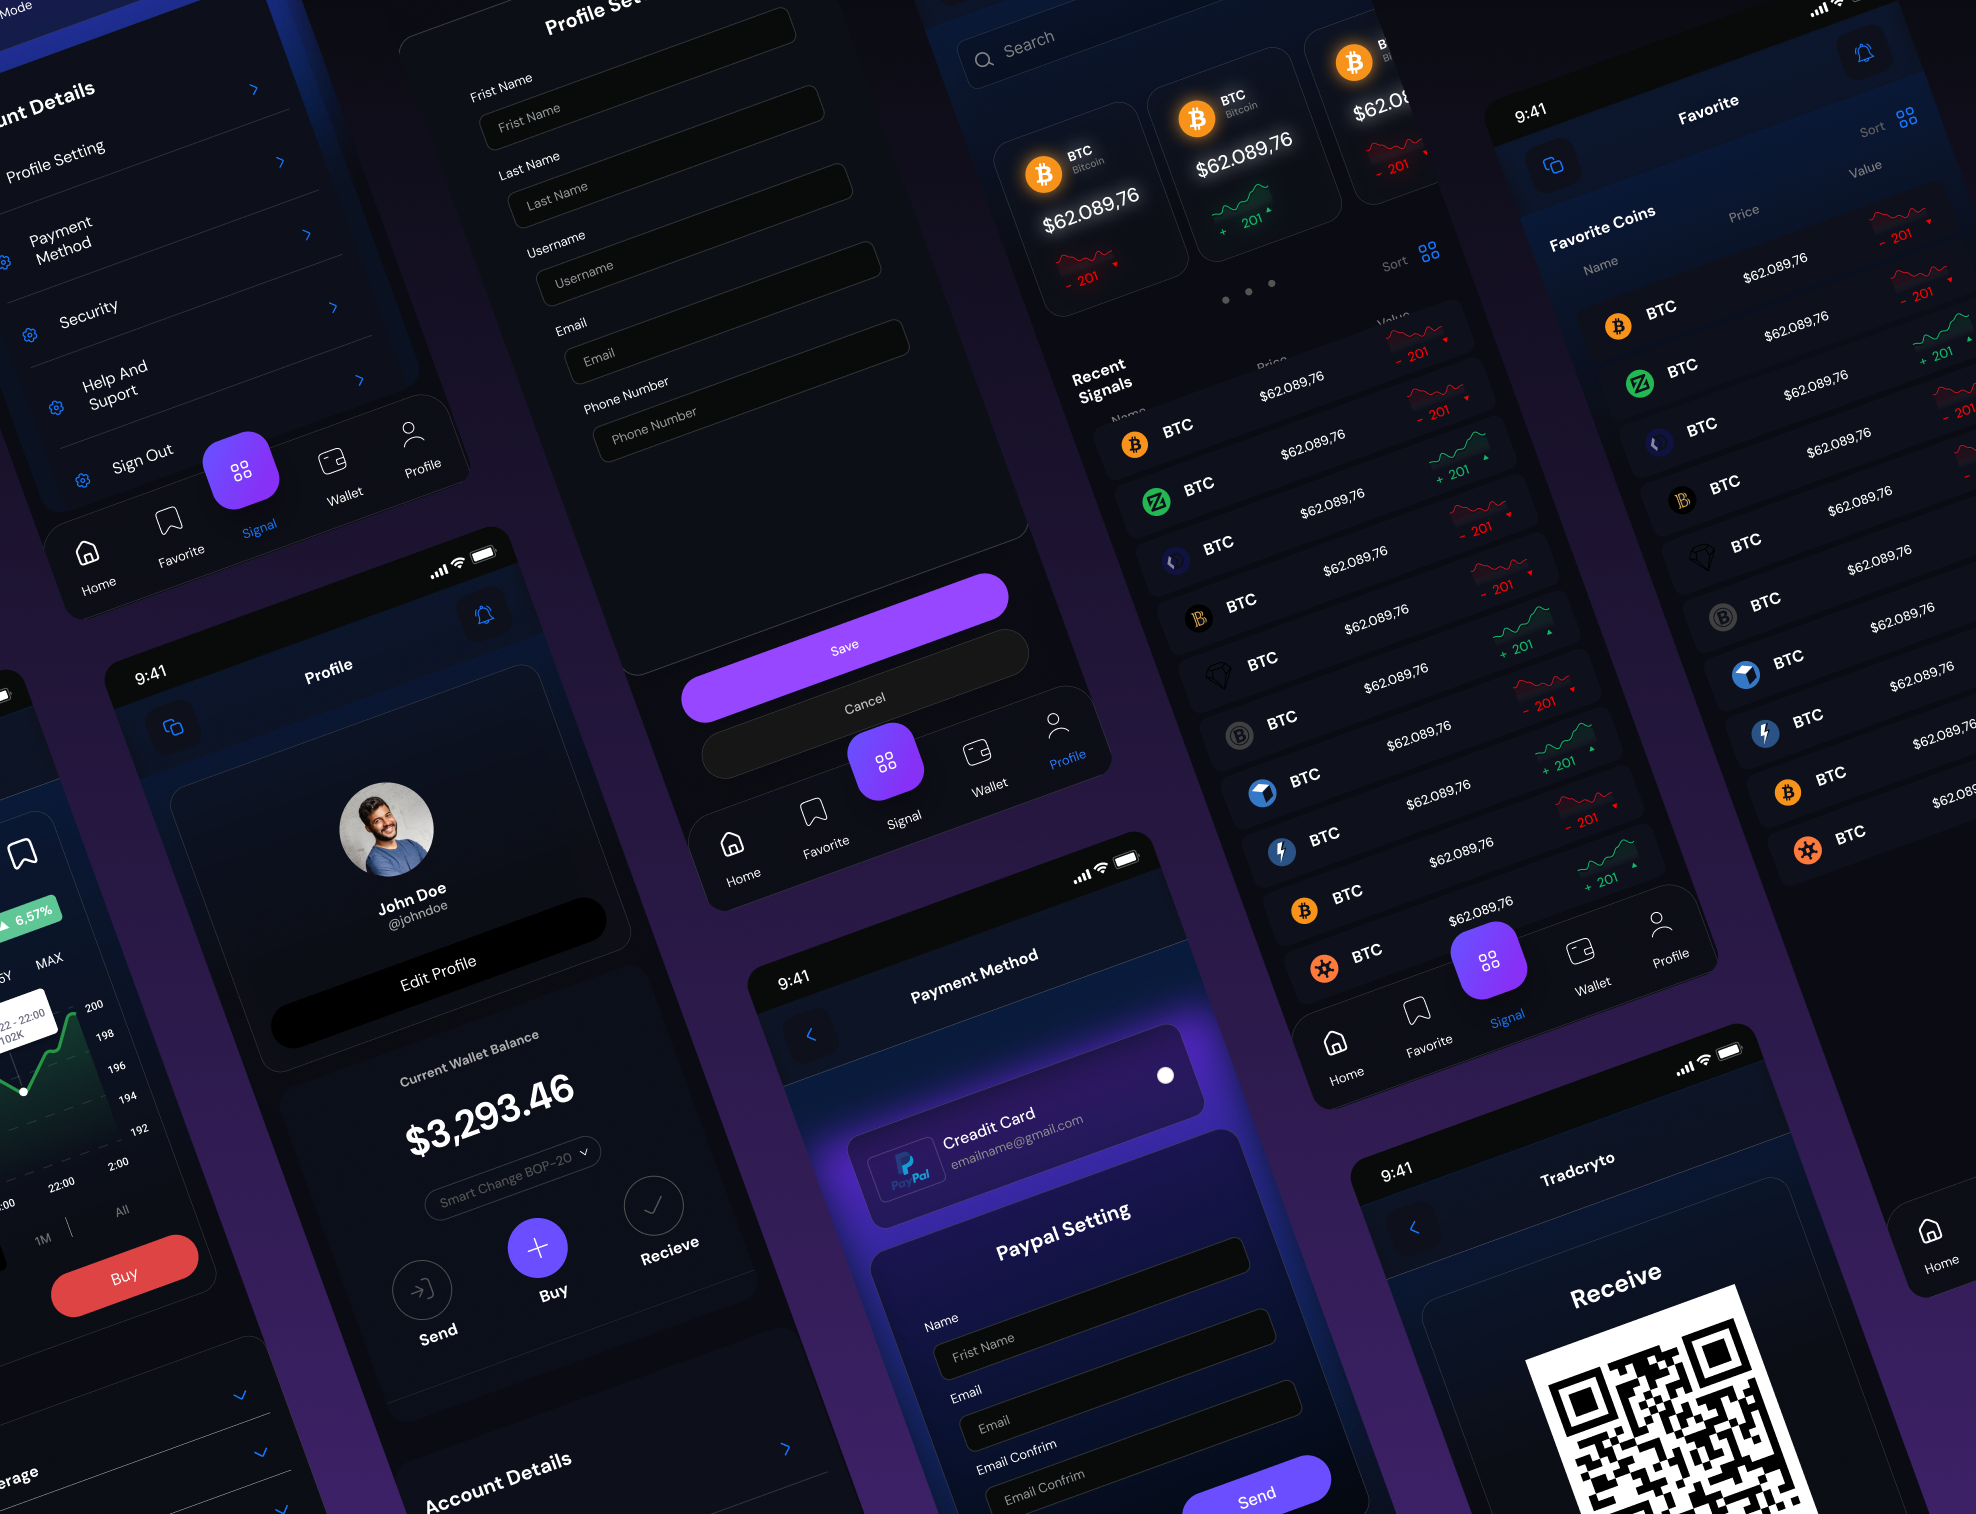 Mode
unt Details
Profile Setting
Payment
Method
Security
Help And
Suport
Sign Out
Home
Favorite
Signal
Wallet
Profile
6,57%
5Y
MAX
22 - 22:00
102K
200
198
196
194
192
:00
22:00
2:00
1M
All
Buy
erage
9:41
Profile
John Doe
@johndoe
Edit Profile
Current Wallet Balance
$3,293.46
Smart Change BOP-20
Send
Buy
Recieve
Account Details
Profile Set
Frist Name
Frist Name
Last Name
Last Name
Username
Username
Email
Email
Phone Number
Phone Number
Save
Cancel
Home
Favorite
Signal
Wallet
Profile
9:41
Payment Method
PayPal
Creadit Card
emailname@gmail.com
Paypal Setting
Name
Frist Name
Email
Email
Email Confrim
Email Confrim
Send
Search
BTC
Bitcoin
$62.089,76
- 201
BTC
Bitcoin
$62.089,76
+ 201
B
Bi
$62.08
- 201
Sort
Recent
Signals
Name
Price
Value
BTC
$62.089,76
- 201
BTC
$62.089,76
- 201
BTC
$62.089,76
+ 201
BTC
$62.089,76
- 201
BTC
$62.089,76
- 201
BTC
$62.089,76
+ 201
BTC
$62.089,76
- 201
BTC
$62.089,76
+ 201
BTC
$62.089,76
- 201
BTC
$62.089,76
+ 201
Home
Favorite
Signal
Wallet
Profile
9:41
Tradcryto
Receive
9:41
Favorite
Sort
Favorite Coins
Name
Price
Value
BTC
$62.089,76
- 201
BTC
$62.089,76
- 201
BTC
$62.089,76
+ 201
BTC
$62.089,76
- 201
BTC
$62.089,76
-
BTC
$62.089,76
BTC
$62.089,76
BTC
$62.089,76
BTC
$62.089,76
BTC
$62.089
Home